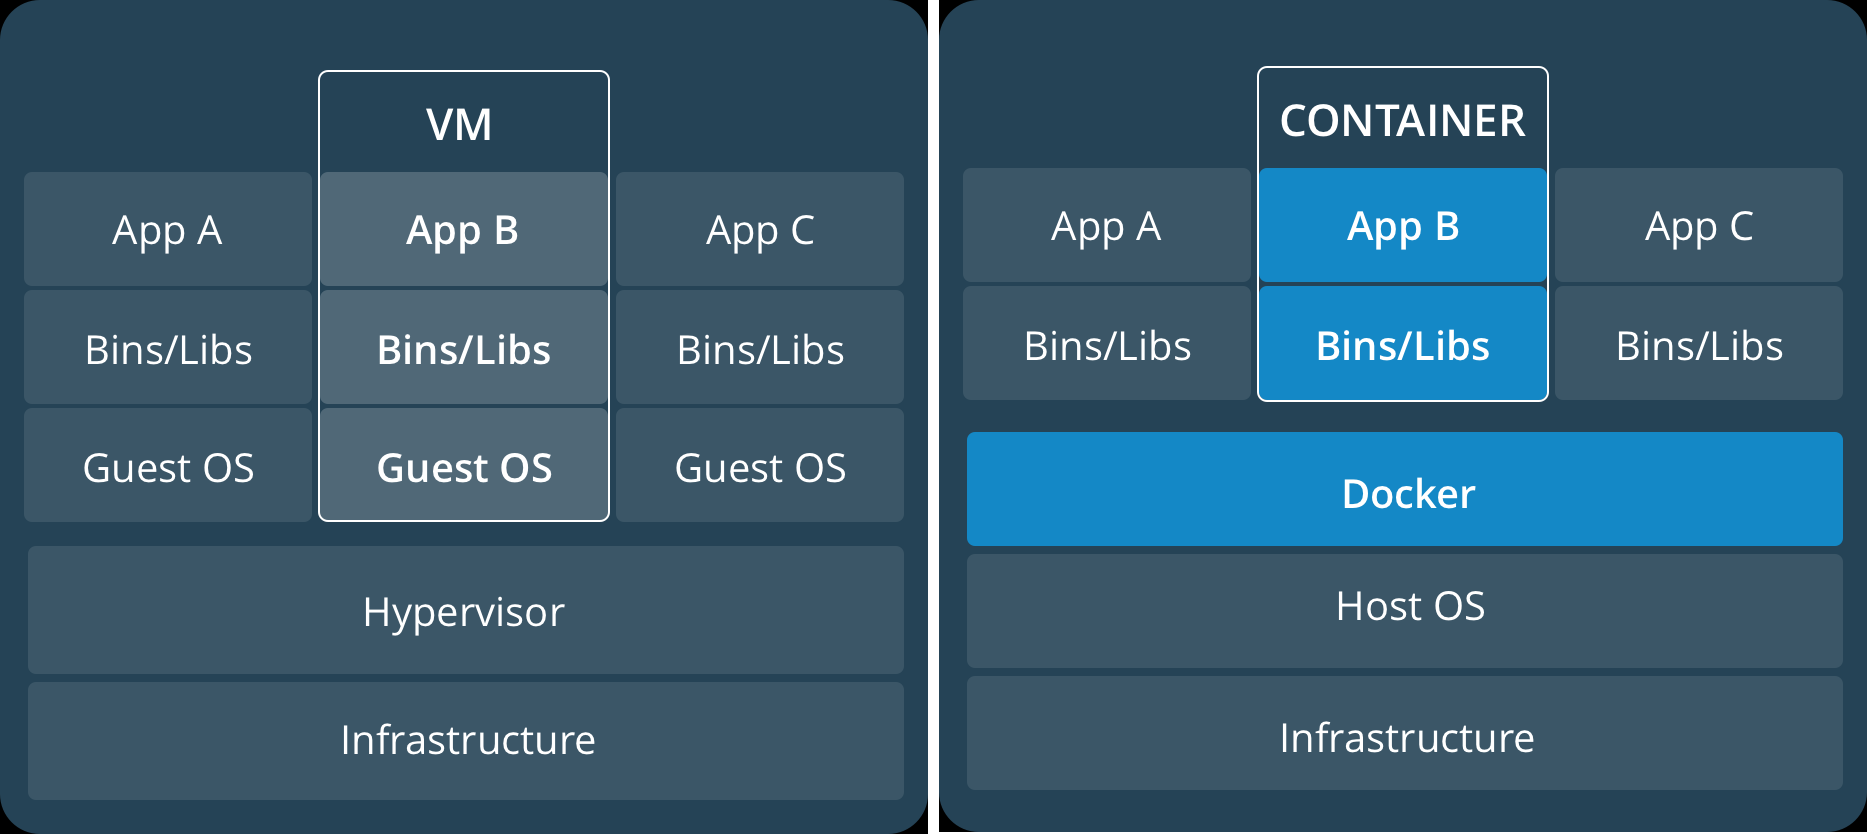 VM
App A
App B
App C
Bins/Libs
Bins/Libs
Bins/Libs
Guest OS
Guest OS
Guest OS
Hypervisor
Infrastructure
CONTAINER
App A
App B
App C
Bins/Libs
Bins/Libs
Bins/Libs
Docker
Host OS
Infrastructure